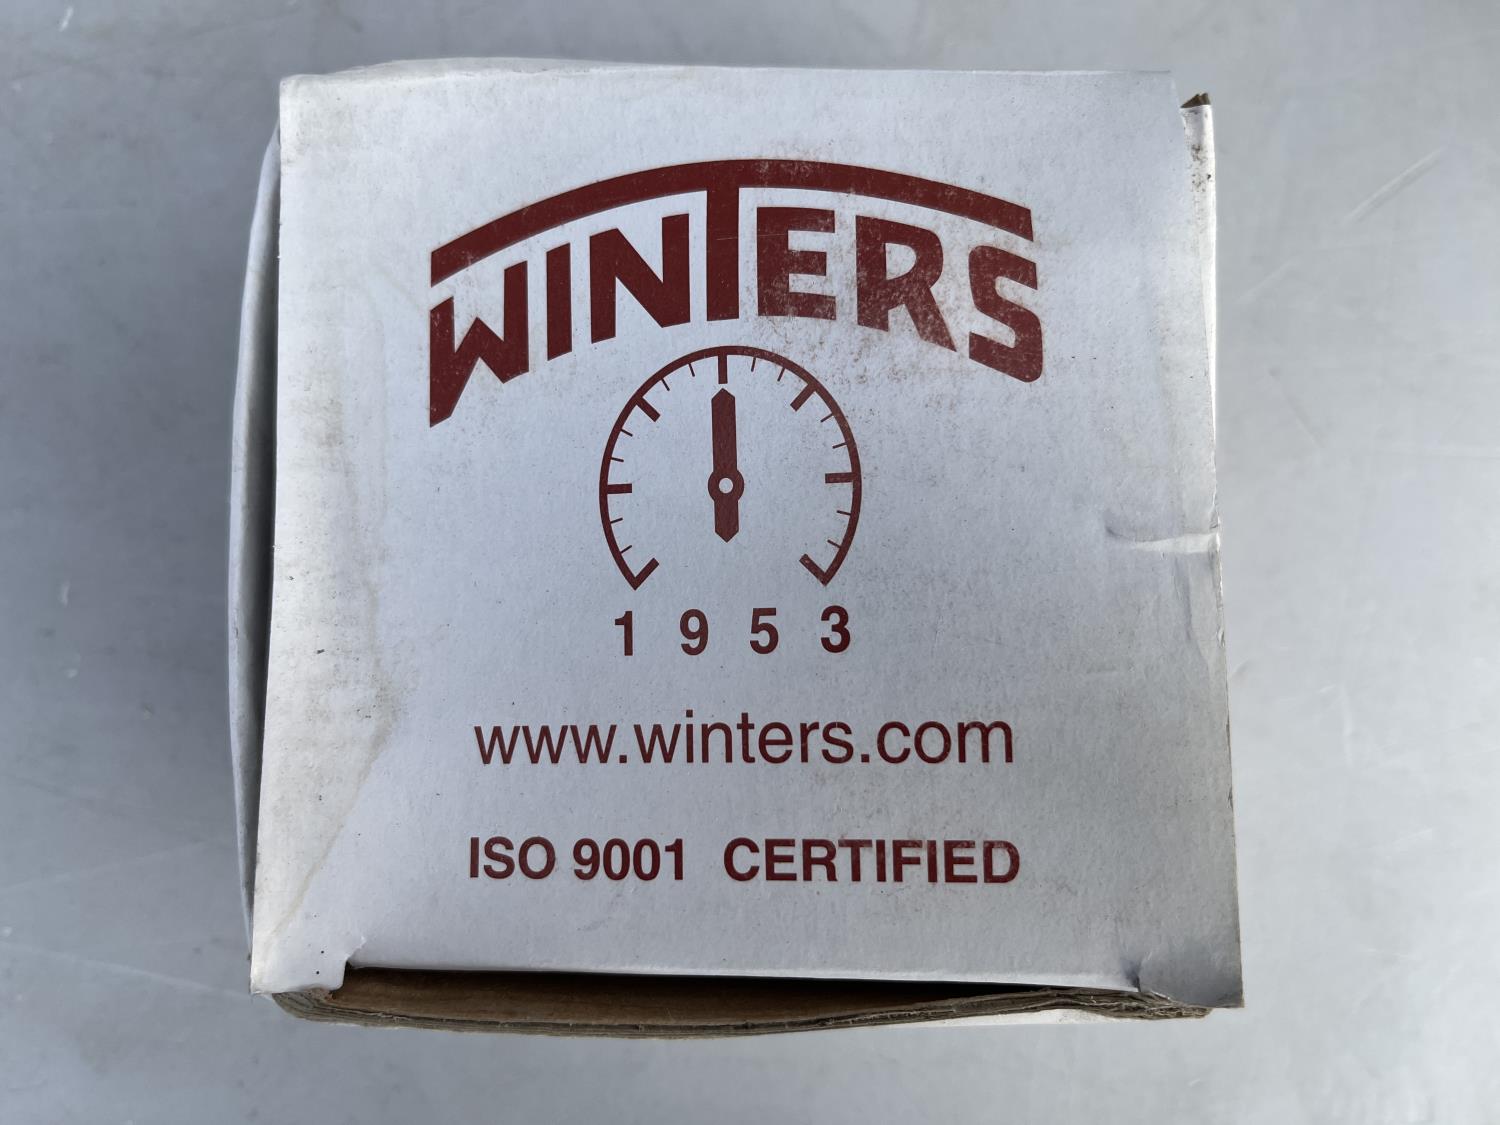 WINTERS
1953
www.winters.com
ISO 9001 CERTIFIED